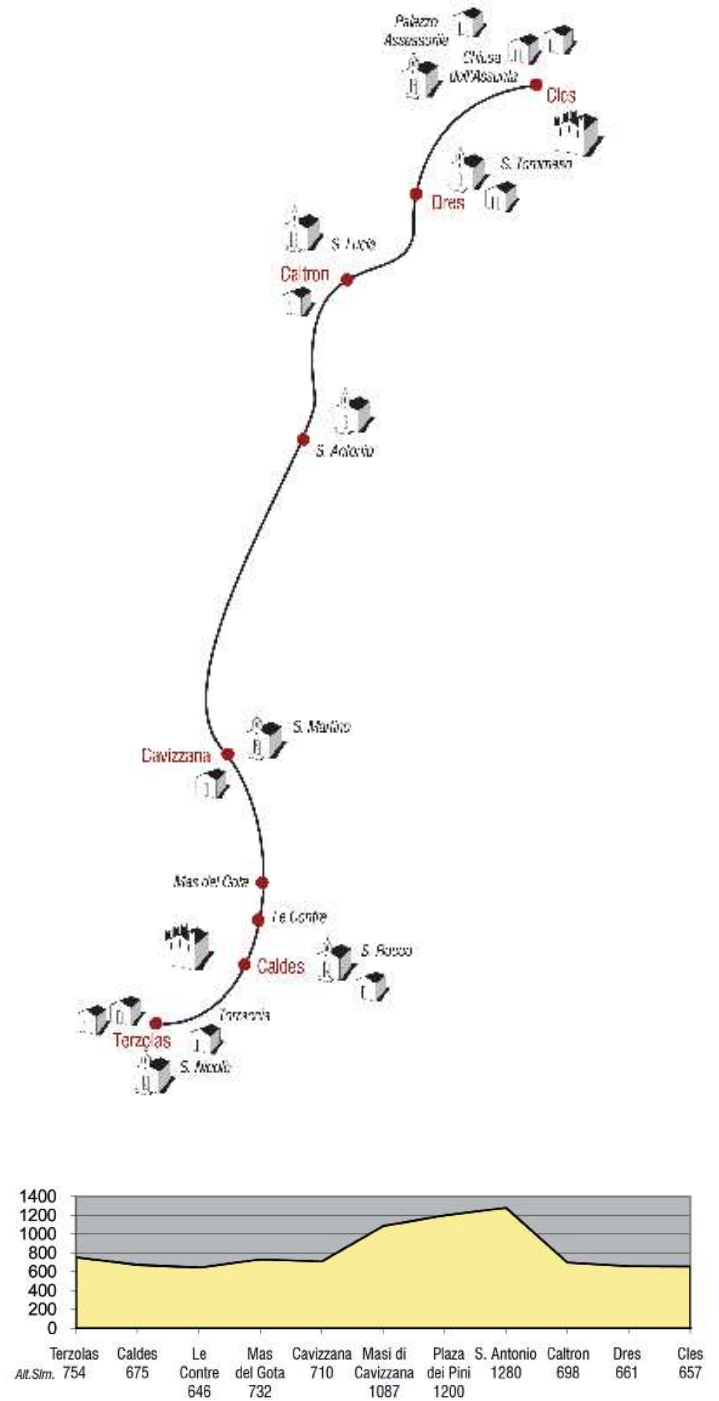 Palazzo
Assessorile
Chiusa
dell'Assunta
Cles
S. Tommaso
Dres
S. Lucia
Caltron
S. Antonio
S. Martino
Cavizzana
Mas del Gota
Le Contre
S. Rocco
Caldes
Torraccia
Terzolas
S. Nicolò
1400
1200
1000
800
600
400
200
0
Terzolas Caldes Le Mas Cavizzana Masi di Plaza S. Antonio Caltron Dres Cles
Alt.Slm. 754 675 Contre del Gota 710 Cavizzana dei Pini 1280 698 661 657
646 732 1087 1200